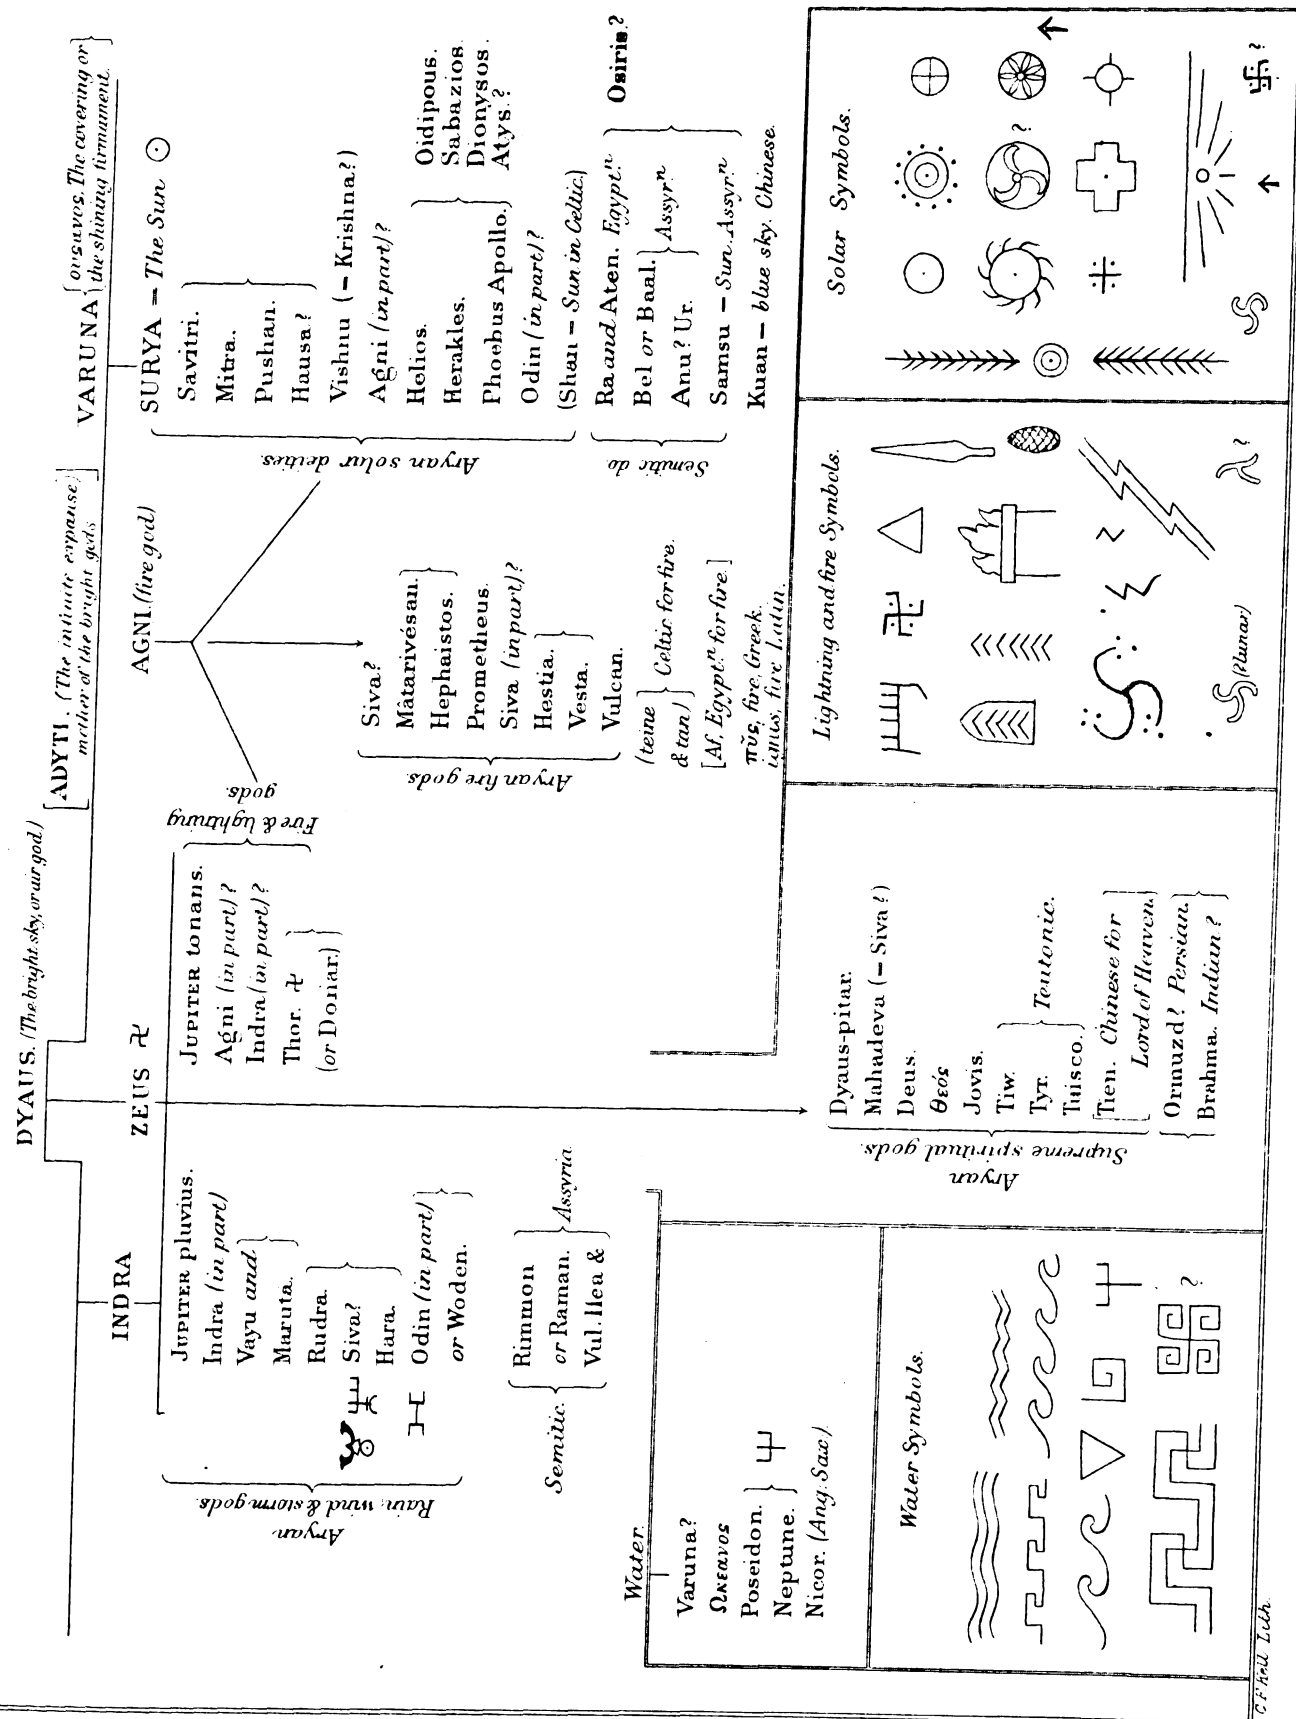 DYAUS. (The bright sky, or air god.)
[ADYTI. (The infinite expanse)
mother of the bright gods]
VARUNA
ουρανος, The covering or
the shining firmament.
INDRA
ZEUS 卍
AGNI. (fire god)
SURYA = The Sun ☉
Aryan
Rain, wind & storm gods.
JUPITER pluvius.
Indra (in part)
Vayu and
Maruta.
Rudra.
Siva?
Hara.
Odin (in part)
or Woden.
Semitic.
Rimmon
or Raman.
Vul. Hea &
Assyria
JUPITER tonans.
Agni (in part)?
Indra (in part)?
Thor. 卍
(or Donar.)
Fire & lightning
gods.
Aryan fire gods.
Siva?
Mâtarivésan.
Hephaistos.
Prometheus.
Siva (in part)?
Hestia.
Vesta.
Vulcan.
(teine
& tan)
Celtic for fire.
[Af, Egyptn. for fire.]
πῦς, fire, Greek.
fire Latin.
Aryan solar deities.
Savitri.
Mitra.
Pushan.
Hausa?
Vishnu (= Krishna?)
Agni (in part)?
Helios.
Herakles.
Phoebus Apollo.
Oidipous.
Sabazios.
Dionysos.
Atys.?
Odin (in part)?
(Shan = Sun in Celtic.)
Semitic do.
Ra and Aten. Egyptn.
Bel or Baal.
Anu? Ur.
Assyrn.
Samsu = Sun. Assyrn.
Osiris.?
Kuan = blue sky. Chinese.
Aryan
Supreme spiritual gods.
Dyaus-pitar.
Mahadeva (= Siva?)
Deus.
θεός
Jovis.
Tiw.
Tyr.
Tuisco.
Teutonic.
[Tien. Chinese for
Lord of Heaven.]
Ormuzd? Persian.
Brahma. Indian?
Water.
Varuna?
Ωκεανος
Poseidon.
Neptune.
Nicor. (Ang. Sax.)
Water Symbols.
?
Lightning and fire Symbols.
(lunar)
?
Solar Symbols.
?
?
Lith.